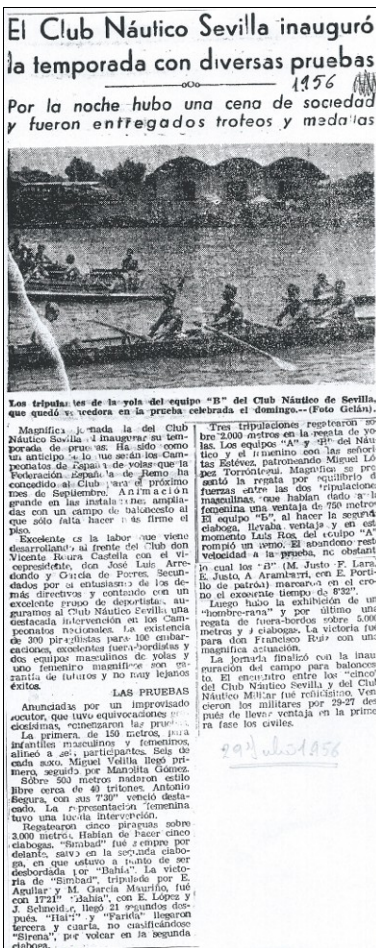 El Club Náutico Sevilla inauguró
la temporada con diversas pruebas
1956
Por la noche hubo una cena de sociedad
y fueron entregados trofeos y medallas
Los tripulantes de la yola del equipo "B" del Club Náutico de Sevilla,
que quedó vencedora en la prueba celebrada el domingo.--(Foto Gelán).
Magnífica jornada la del Club
Náutico Sevilla al inaugurar su tem-
porada de pruebas. Ha sido como
un anticipo a lo que serán los Cam-
peonatos de España de yolas que la
Federación Española de Remo ha
concedido al Club para el próximo
mes de Septiembre. Animación
grande en las instalaciones amplia-
das con un campo de baloncesto al
que sólo falta hacer más firme el
piso.
Excelente es la labor que viene
desarrollando al frente del Club don
Vicente Roura Castella con el vi-
cepresidente, don José Luis Arre-
dondo y García de Porres. Secun-
dados por el entusiasmo de los de-
más directivos y contando con un
excelente grupo de deportistas, au-
guramos al Club Náutico Sevilla una
destacada intervención en los Cam-
peonatos nacionales. La existencia
de 300 piragüistas para 100 embar-
caciones, excelentes fuera-bordistas y
dos equipos masculinos de yolas y
uno femenino magníficos son ga-
rantía de futuros y no muy lejanos
éxitos.
LAS PRUEBAS
Anunciadas por un improvisado
locutor, que tuvo equivocaciones gra-
ciosísimas, comenzaron las pruebas.
La primera, de 150 metros, para
infantiles masculinos y femeninos,
alineó a participantes. Seis de
cada sexo. Miguel Velilla llegó pri-
mero, seguido por Manolita Gómez.
Sobre 500 metros nadaron estilo
libre cerca de 40 tritones. Antonio
Segura, con sus 7'30" venció desta-
cado. La representación femenina
tuvo una lucida intervención.
Regatearon cinco piraguas sobre
3.000 metros. Habían de hacer cinco
ciabogas. "Simbad" fué siempre por
delante, salvo en la segunda ciabo-
ga, en que estuvo a punto de ser
desbordada por "Bahía". La victo-
ria de "Simbad", tripulada por E.
Aguilar y M. García Mauriño, fué
con 17'21" "Bahía", con E. López y
J. Schneider, llegó 21 segundos des-
pués. "Haití" y "Farida" llegaron
tercera y cuarta, no clasificándose
"Sirena", por volcar en la segunda
ciaboga.
Tres tripulaciones regatearon so-
bre 2.000 metros en la regata de yo-
las. Los equipos "A" y "B" del Náu-
tico y el femenino con las señori-
tas Estévez, patroneando Miguel Ló-
pez Torrontegui. Magnífica se pre-
sentó la regata por equilibrio de
fuerzas entre las dos tripulaciones
masculinas, que habían dado a la
femenina una ventaja de 750 metros.
El equipo "B", al hacer la segunda
ciaboga, llevaba ventaja y en este
momento Luis Ros, del equipo "A"
rompió un remo. El abandono restó
velocidad a la prueba, no obstante
lo cual los "B" (M. Justo, F. Lara,
E. Justo, A. Aramburri, con E. Porti-
llo de patrón) marcaron en el cro-
no el excelente tiempo de 8'32".
Luego hubo la exhibición de un
"hombre-rana" y por último una
regata de fuera-bordos sobre 5.000
metros y ciabogas. La victoria fué
para don Francisco Ruiz con una
magnífica actuación.
La jornada finalizó con la inau-
guración del campo para balonces-
to. El encuentro entre los "cinco"
del Club Náutico Sevilla y del Club
Náutico Militar fué reñidísimo. Ven-
cieron los militares por 29-27 des-
pués de llevar ventaja en la prime-
ra fase los civiles.
29 Julio 1956